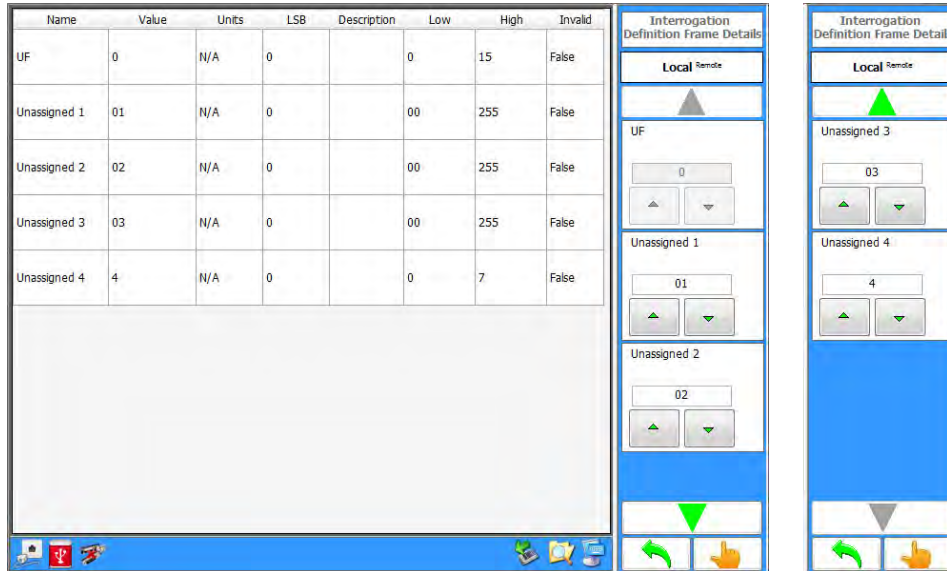 Name Value Units LSB Description Low High Invalid
UF 0 N/A 0 0 15 False
Unassigned 1 01 N/A 0 00 255 False
Unassigned 2 02 N/A 0 00 255 False
Unassigned 3 03 N/A 0 00 255 False
Unassigned 4 4 N/A 0 0 7 False
Interrogation
Definition Frame Details
Local Remote
UF
0
Unassigned 1
01
Unassigned 2
02
Interrogation
Definition Frame Detail
Local Remote
Unassigned 3
03
Unassigned 4
4